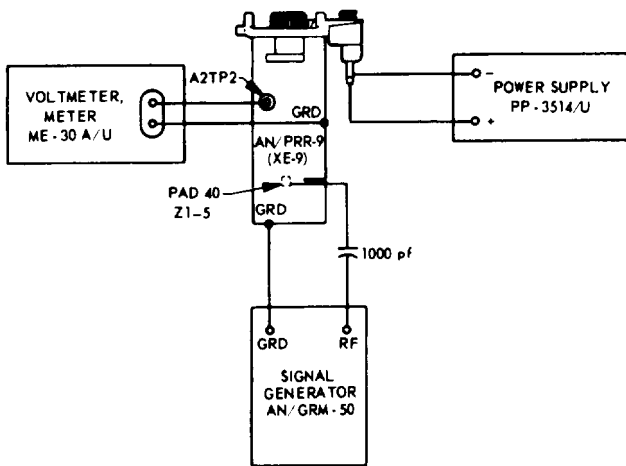 VOLTMETER,
METER
ME-30 A/U
A2TP2
GRD
AN/PRR-9
(XE-9)
PAD 40
Z1-5
GRD
-
POWER SUPPLY
PP-3514/U
+
1000 pf
GRD RF
SIGNAL
GENERATOR
AN/GRM-50